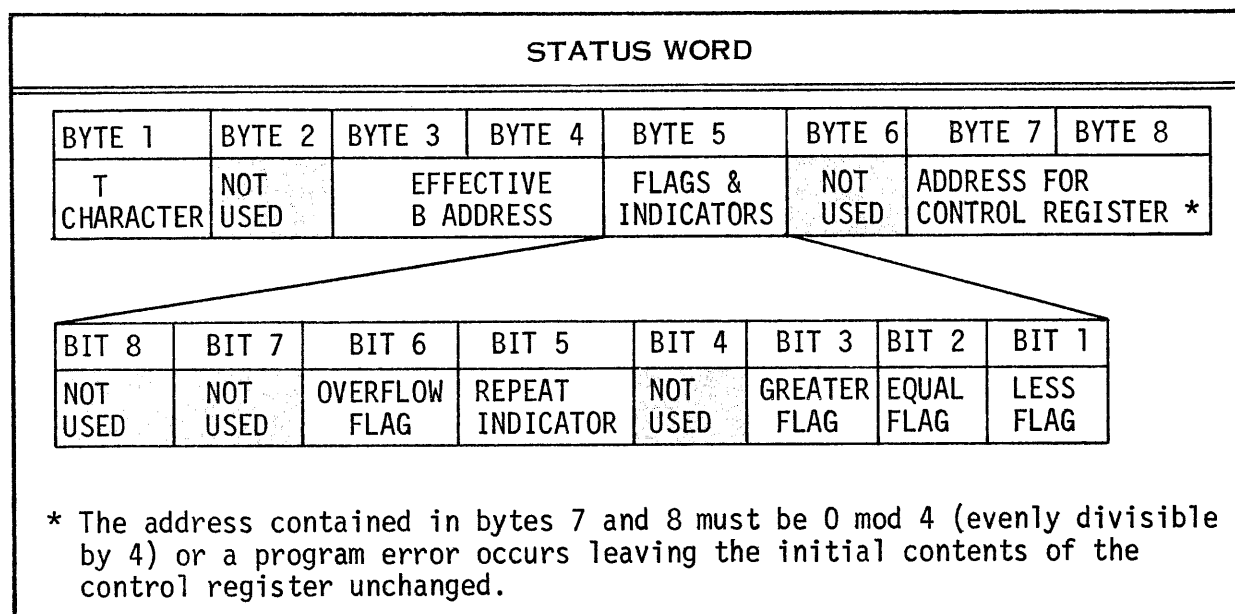 STATUS WORD
BYTE 1 BYTE 2 BYTE 3 BYTE 4 BYTE 5 BYTE 6 BYTE 7 BYTE 8
T NOT EFFECTIVE FLAGS & NOT ADDRESS FOR
CHARACTER USED B ADDRESS INDICATORS USED CONTROL REGISTER *
BIT 8 BIT 7 BIT 6 BIT 5 BIT 4 BIT 3 BIT 2 BIT 1
NOT NOT OVERFLOW REPEAT NOT GREATER EQUAL LESS
USED USED FLAG INDICATOR USED FLAG FLAG FLAG
* The address contained in bytes 7 and 8 must be 0 mod 4 (evenly divisible
by 4) or a program error occurs leaving the initial contents of the
control register unchanged.